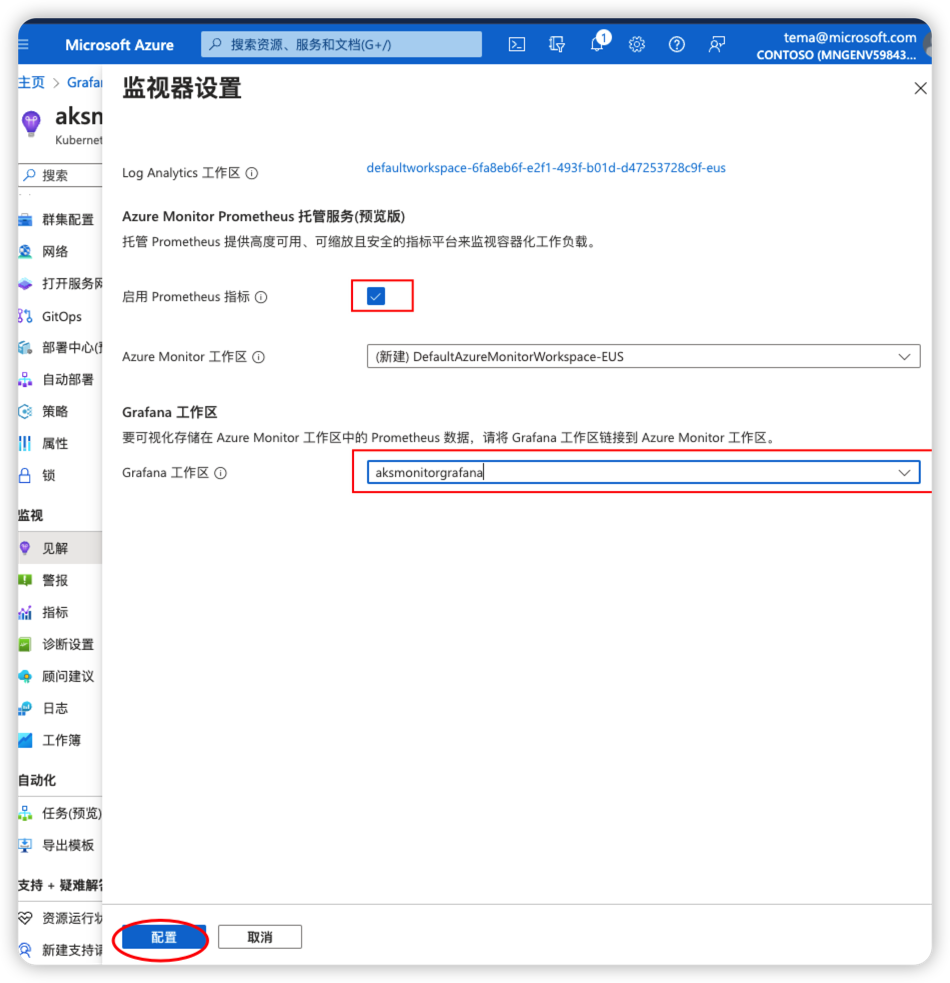 Microsoft Azure
搜索资源、服务和文档(G+/)
1
tema@microsoft.com
CONTOSO (MNGENV59843...
主页 > Grafa
监视器设置
aksm
Kubernet
搜索
群集配置
网络
打开服务网
GitOps
部署中心(预
自动部署
策略
属性
锁
监视
见解
警报
指标
诊断设置
顾问建议
日志
工作簿
自动化
任务(预览)
导出模板
支持 + 疑难解答
资源运行状
新建支持请
Log Analytics 工作区
defaultworkspace-6fa8eb6f-e2f1-493f-b01d-d47253728c9f-eus
Azure Monitor Prometheus 托管服务(预览版)
托管 Prometheus 提供高度可用、可缩放且安全的指标平台来监视容器化工作负载。
启用 Prometheus 指标
Azure Monitor 工作区
(新建) DefaultAzureMonitorWorkspace-EUS
Grafana 工作区
要可视化存储在 Azure Monitor 工作区中的 Prometheus 数据，请将 Grafana 工作区链接到 Azure Monitor 工作区。
Grafana 工作区
aksmonitorgrafana
配置
取消